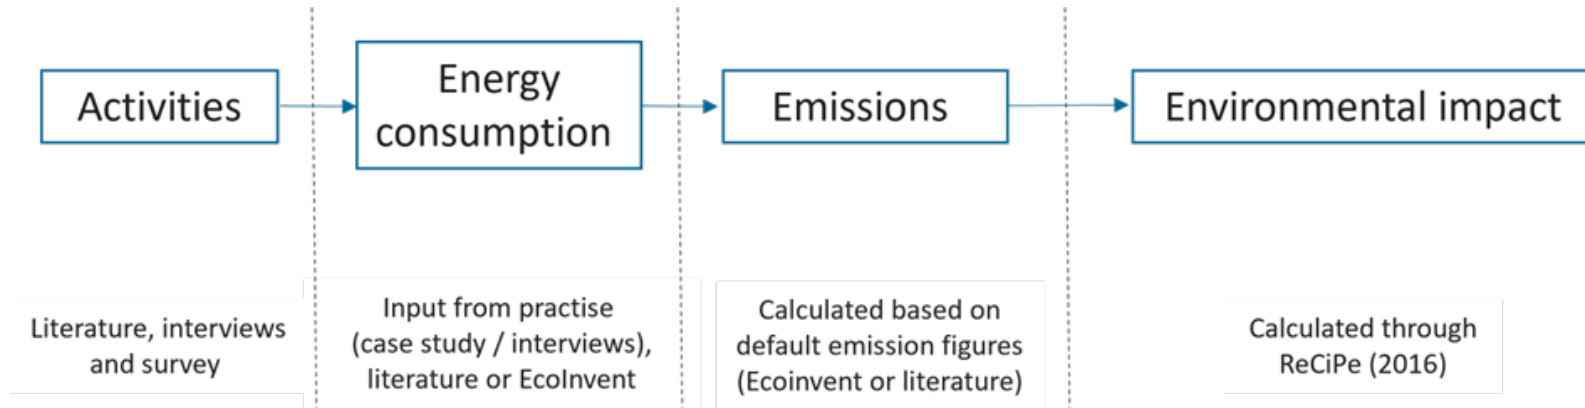 Activities
Energy
consumption
Emissions
Environmental impact
Literature, interviews
and survey
Input from practise
(case study / interviews),
literature or EcoInvent
Calculated based on
default emission figures
(Ecoinvent or literature)
Calculated through
ReCiPe (2016)